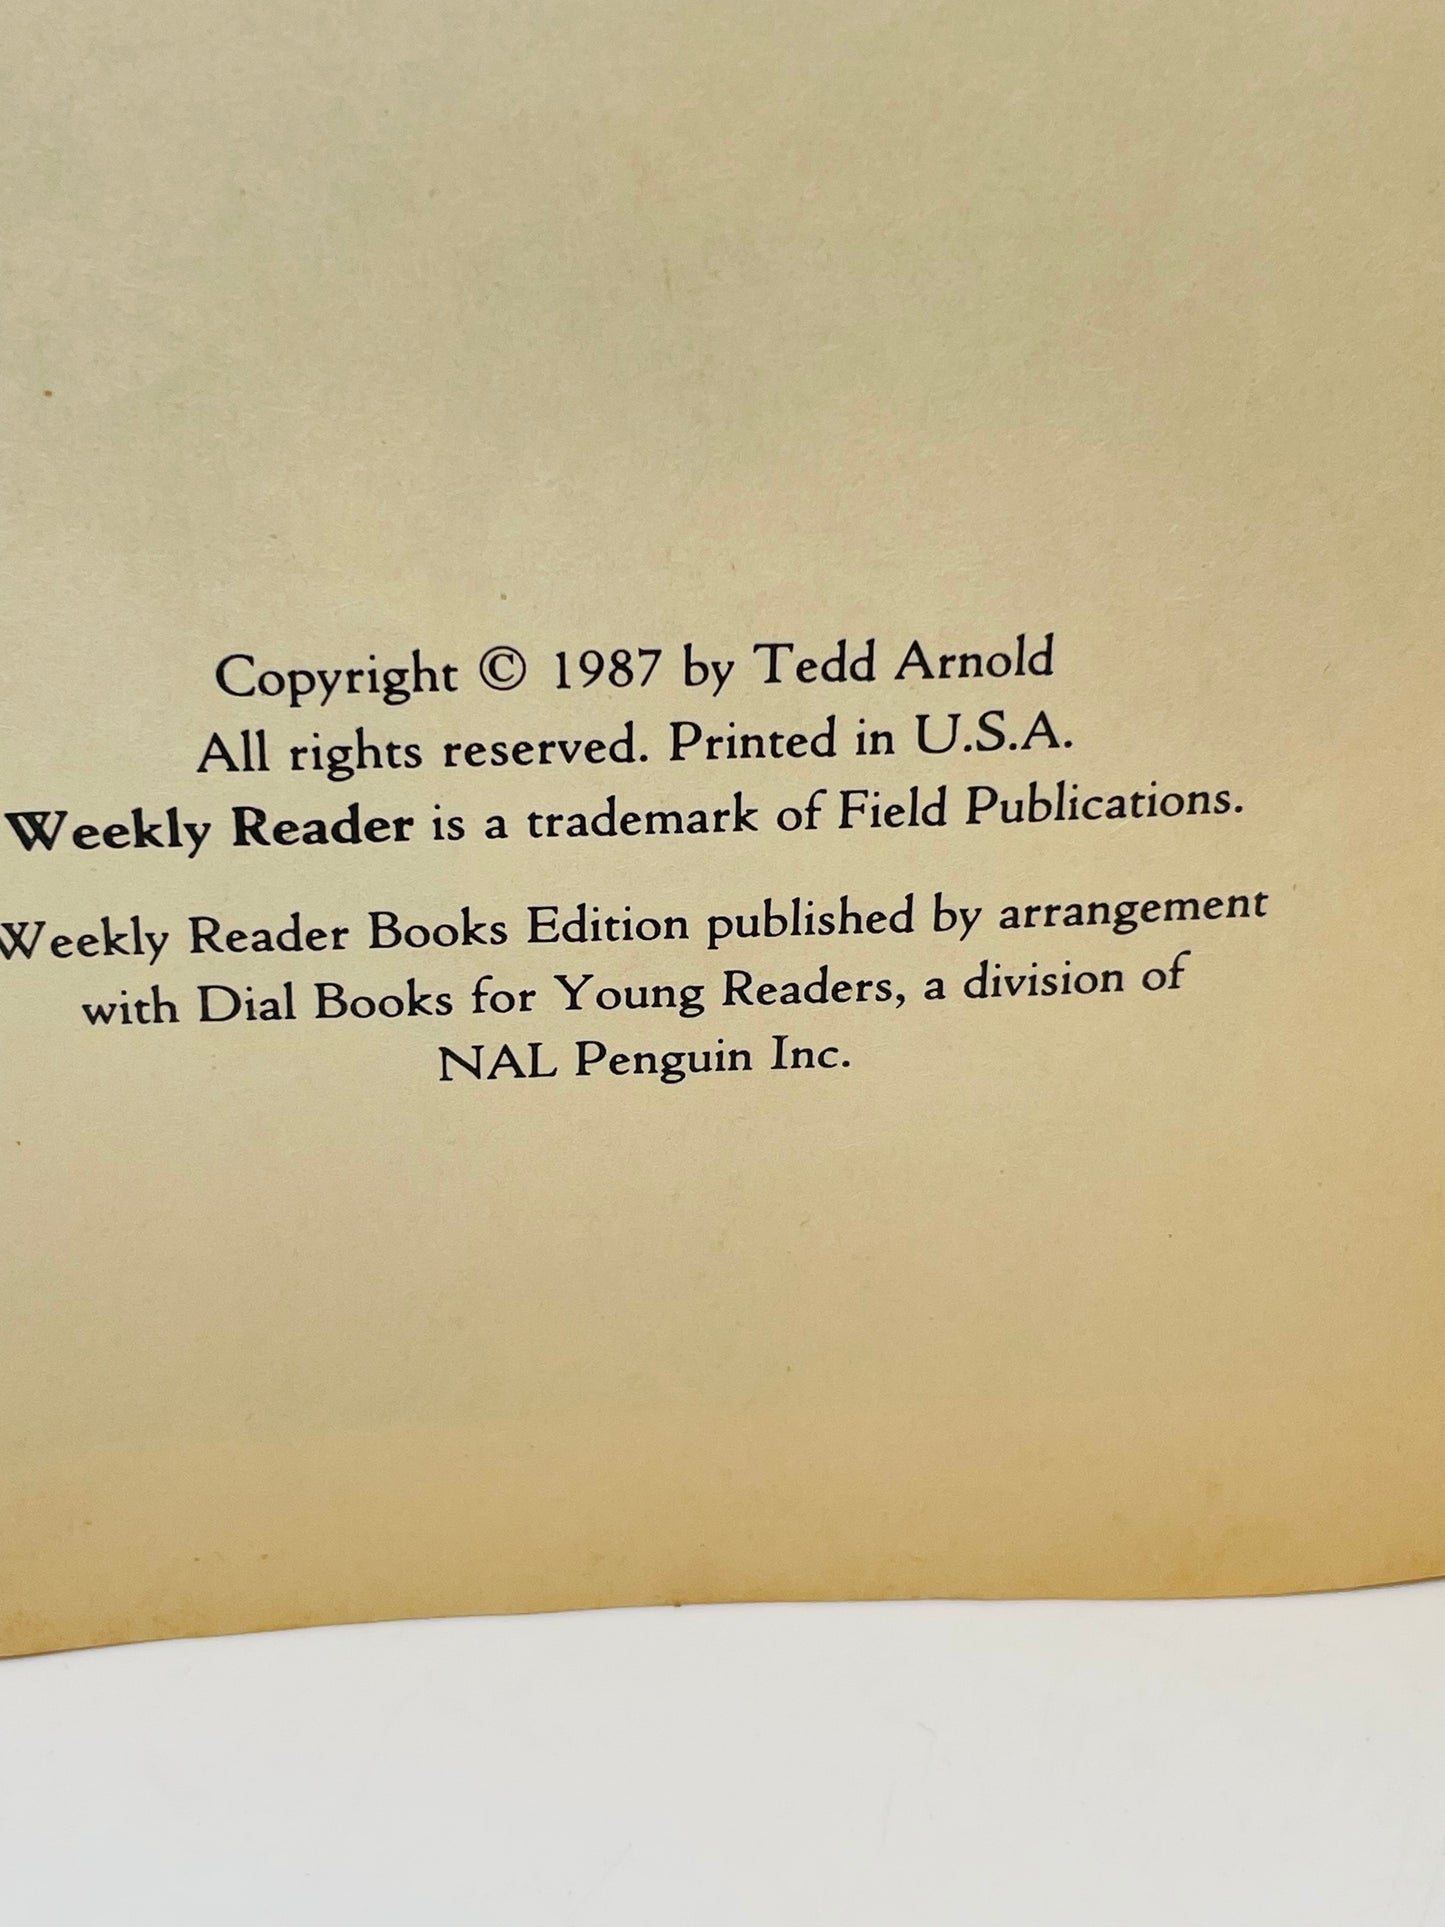 Copyright © 1987 by Tedd Arnold
All rights reserved. Printed in U.S.A.
Weekly Reader is a trademark of Field Publications.
Weekly Reader Books Edition published by arrangement
with Dial Books for Young Readers, a division of
NAL Penguin Inc.